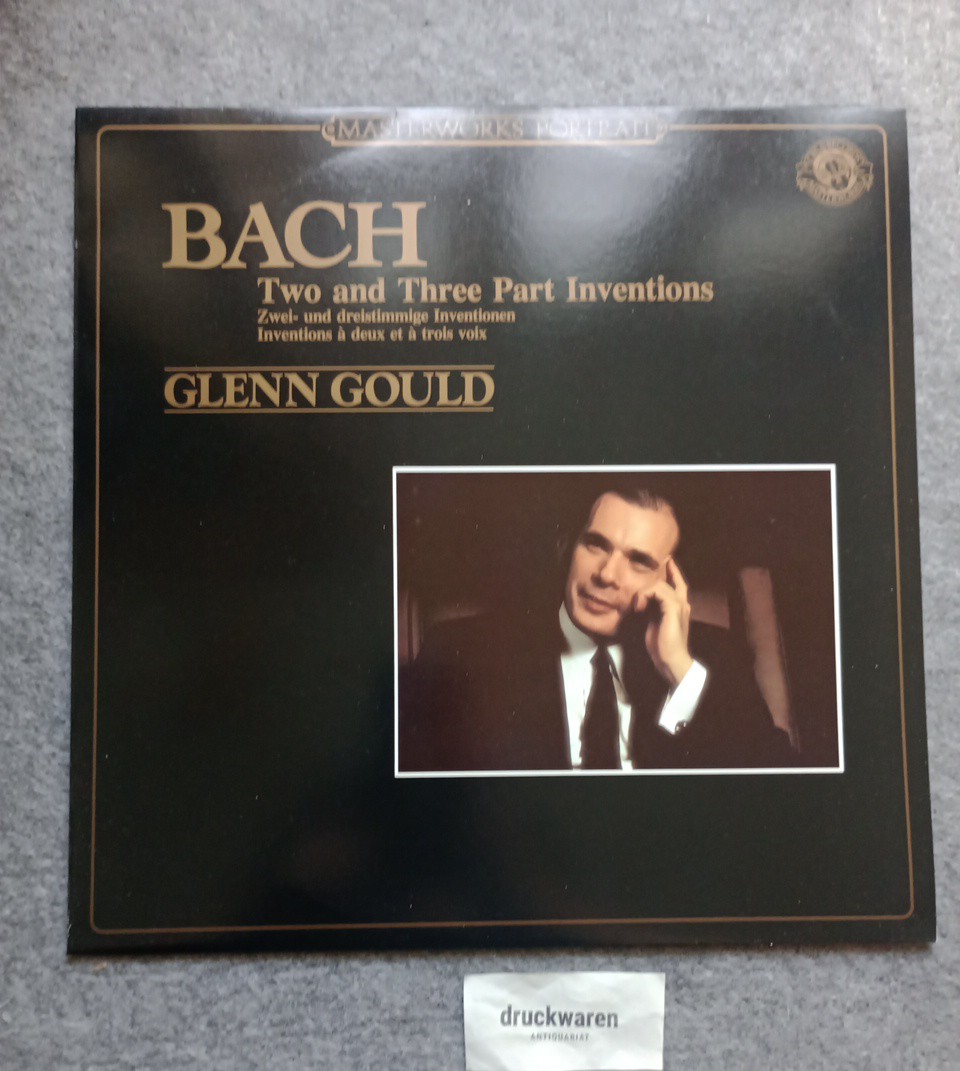 MASTERWORKS PORTRAIT
BACH
Two and Three Part Inventions
Zwei- und dreistimmige Inventionen
Inventions à deux et à trois voix
GLENN GOULD
druckwaren
ANTIQUARIAT